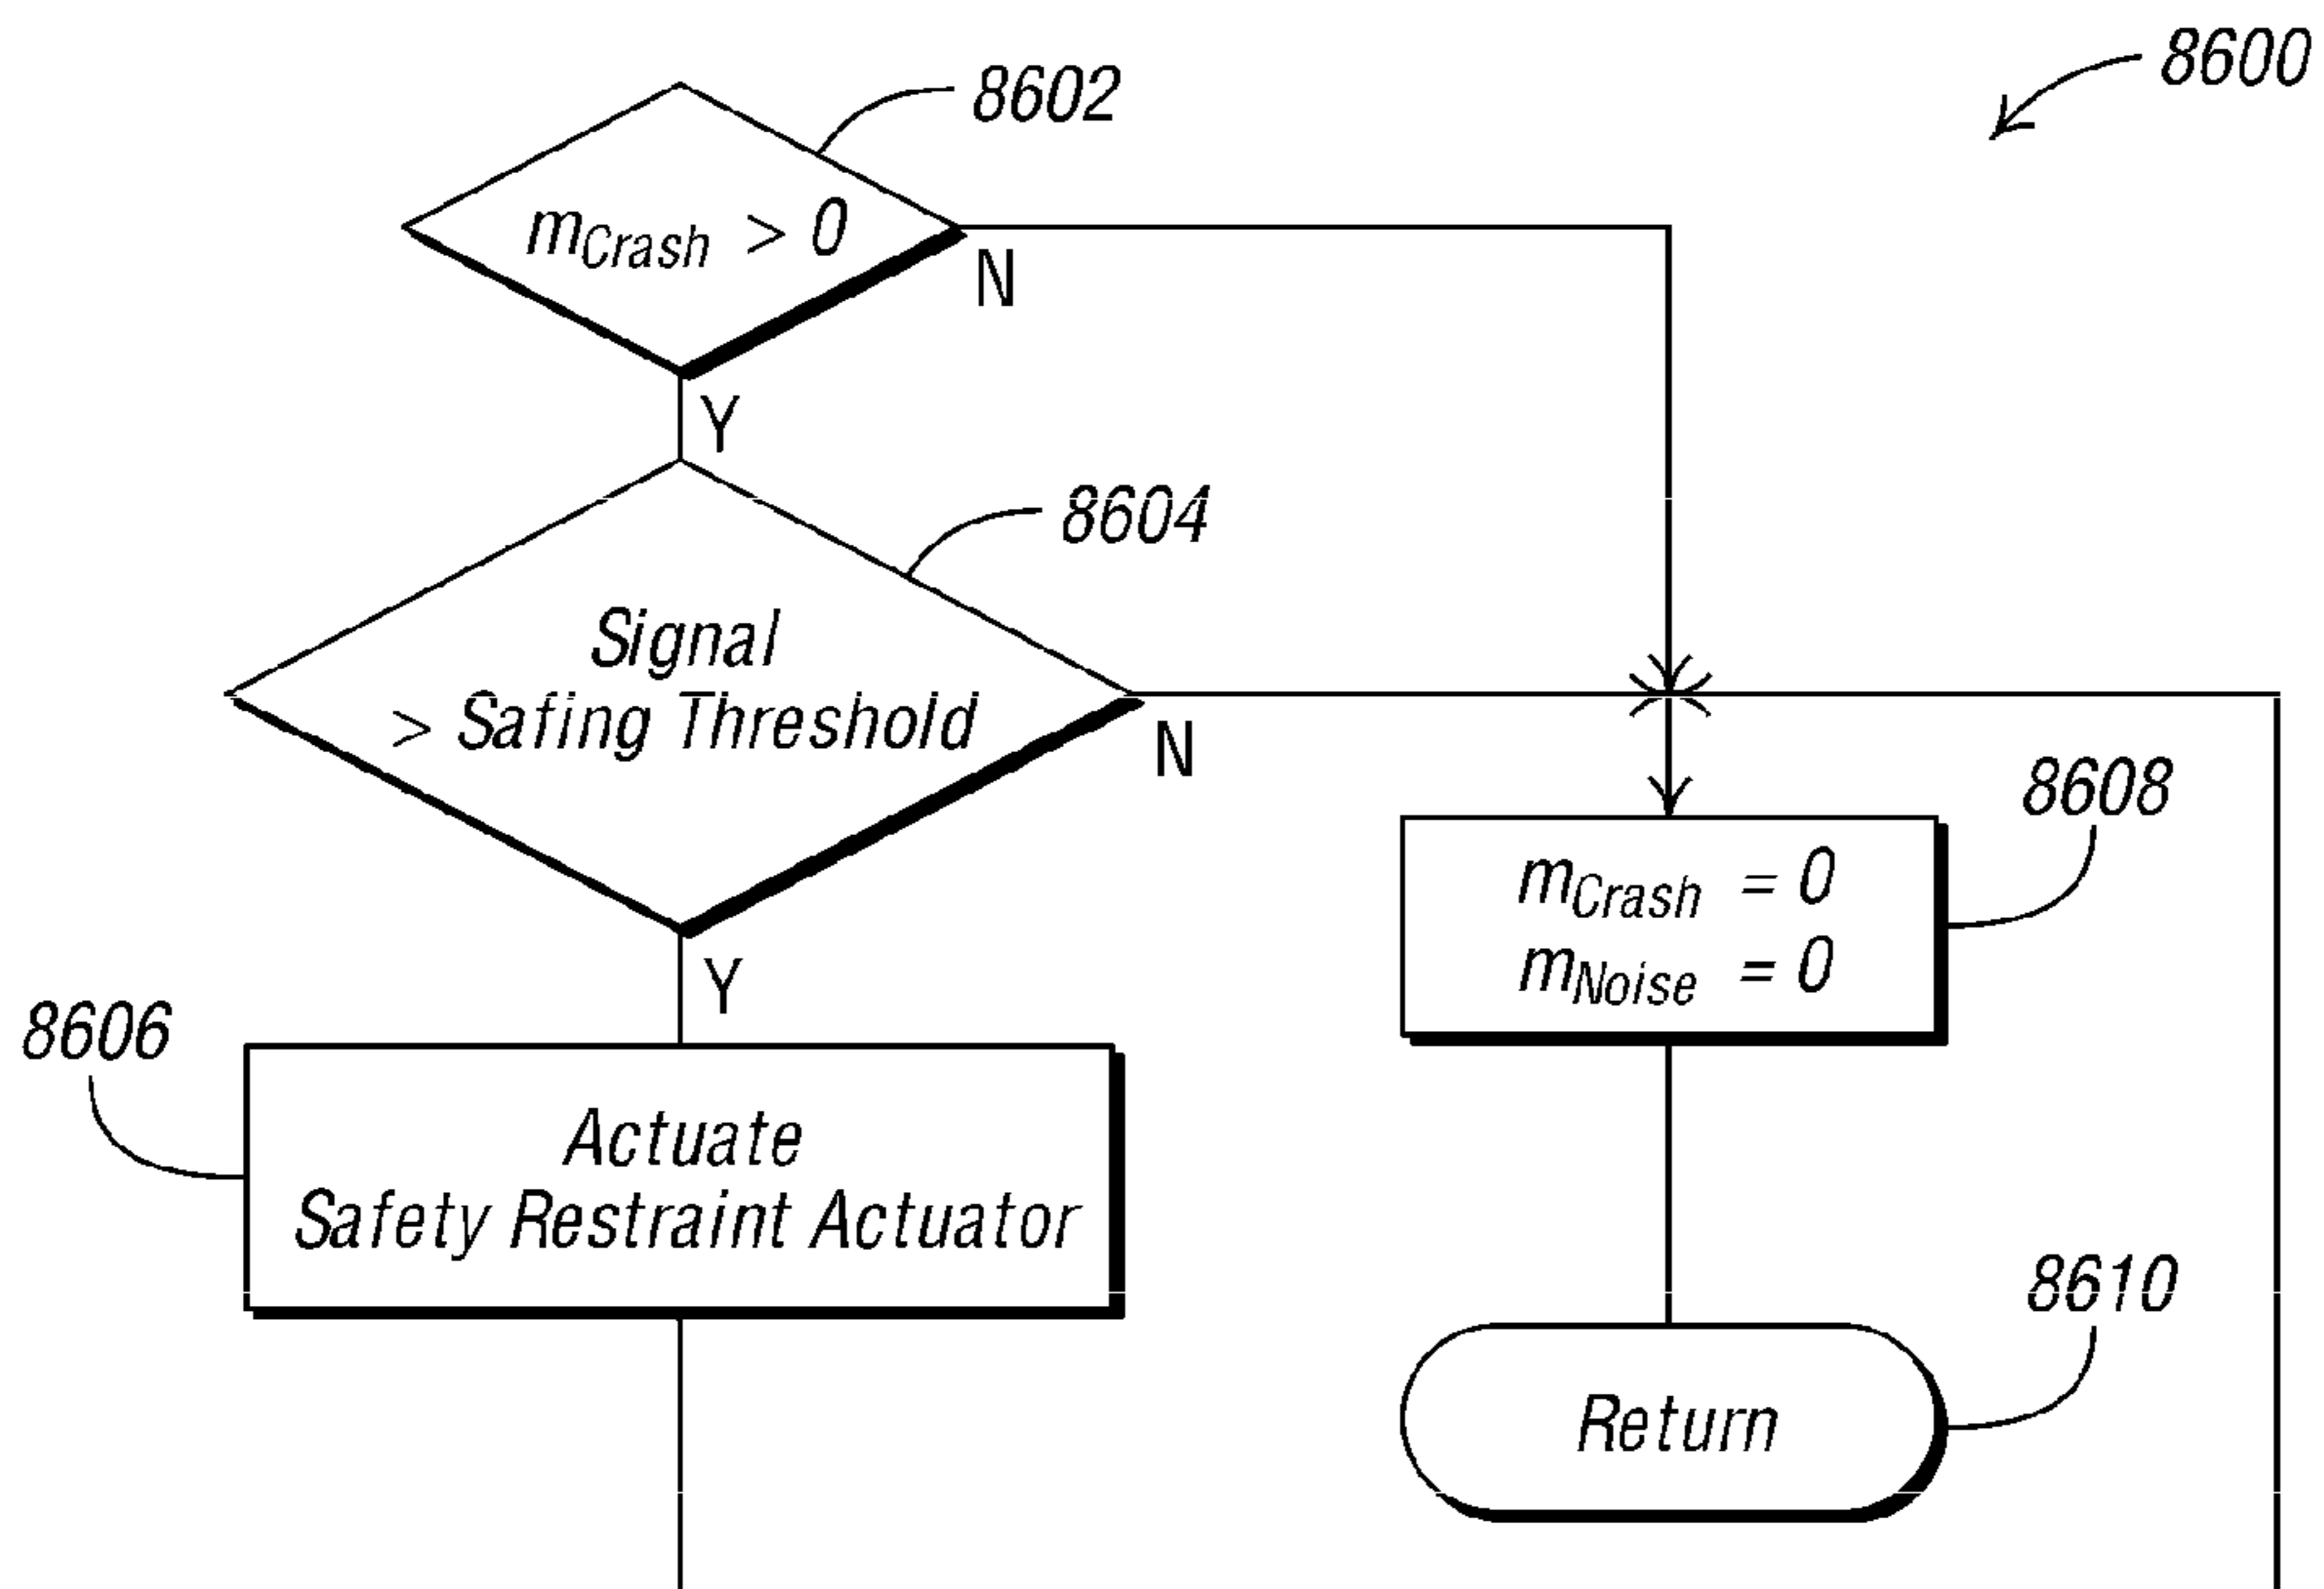 8600
8602
mCrash > 0
N
Y
8604
Signal
> Safing Threshold
N
Y
8606
Actuate
Safety Restraint Actuator
8608
mCrash = 0
mNoise = 0
8610
Return